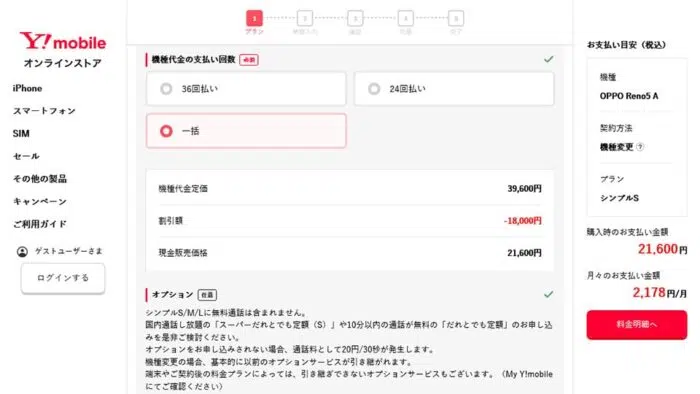 1
2
3
4
5
プラン
Y!mobile
オンラインストア
iPhone
スマートフォン
SIM
セール
その他の製品
キャンペーン
ご利用ガイド
ゲストユーザーさま
ログインする
機種代金の支払い回数 必須
36回払い
24回払い
一括
機種代金定価 39,600円
割引額 -18,000円
現金販売価格 21,600円
オプション 任意
シンプルS/M/Lに無料通話は含まれません。
国内通話し放題の「スーパーだれとでも定額（S）」や10分以内の通話が無料の「だれとでも定額」のお申し込
みを是非ご検討ください。
オプションをお申し込みされない場合、通話料として20円/30秒が発生します。
機種変更の場合、基本的に以前のオプションサービスが引き継がれます。
端末やご契約後の料金プランによっては、引き継ぎできないオプションサービスもございます。（My Y!mobile
にてご確認ください）
お支払い目安（税込）
機種
OPPO Reno5 A
契約方法
機種変更 ?
プラン
シンプルS
購入時のお支払い金額
21,600円
月々のお支払い金額
2,178円/月
料金明細へ